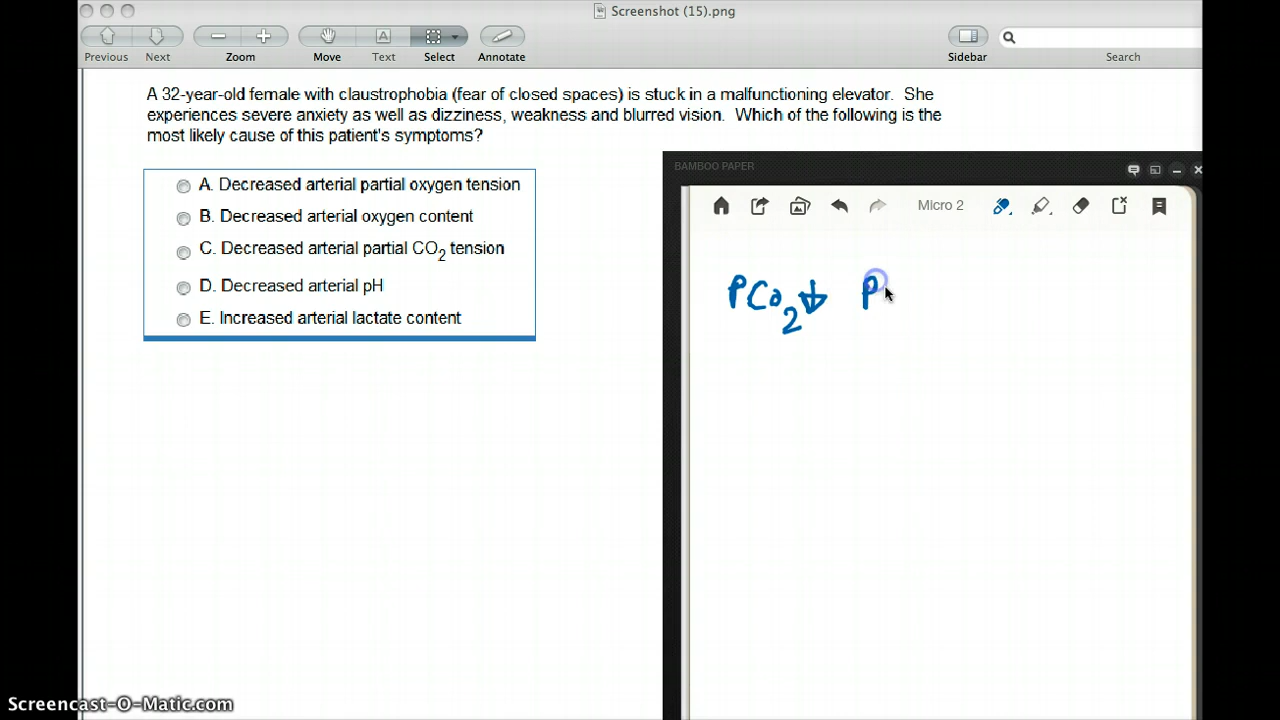 Screenshot (15).png
Previous Next Zoom Move Text Select Annotate Sidebar Search
A 32-year-old female with claustrophobia (fear of closed spaces) is stuck in a malfunctioning elevator. She
experiences severe anxiety as well as dizziness, weakness and blurred vision. Which of the following is the
most likely cause of this patient's symptoms?
A. Decreased arterial partial oxygen tension
B. Decreased arterial oxygen content
C. Decreased arterial partial CO2 tension
D. Decreased arterial pH
E. Increased arterial lactate content
BAMBOO PAPER
Micro 2
PCo2↓ P
Screencast-O-Matic.com